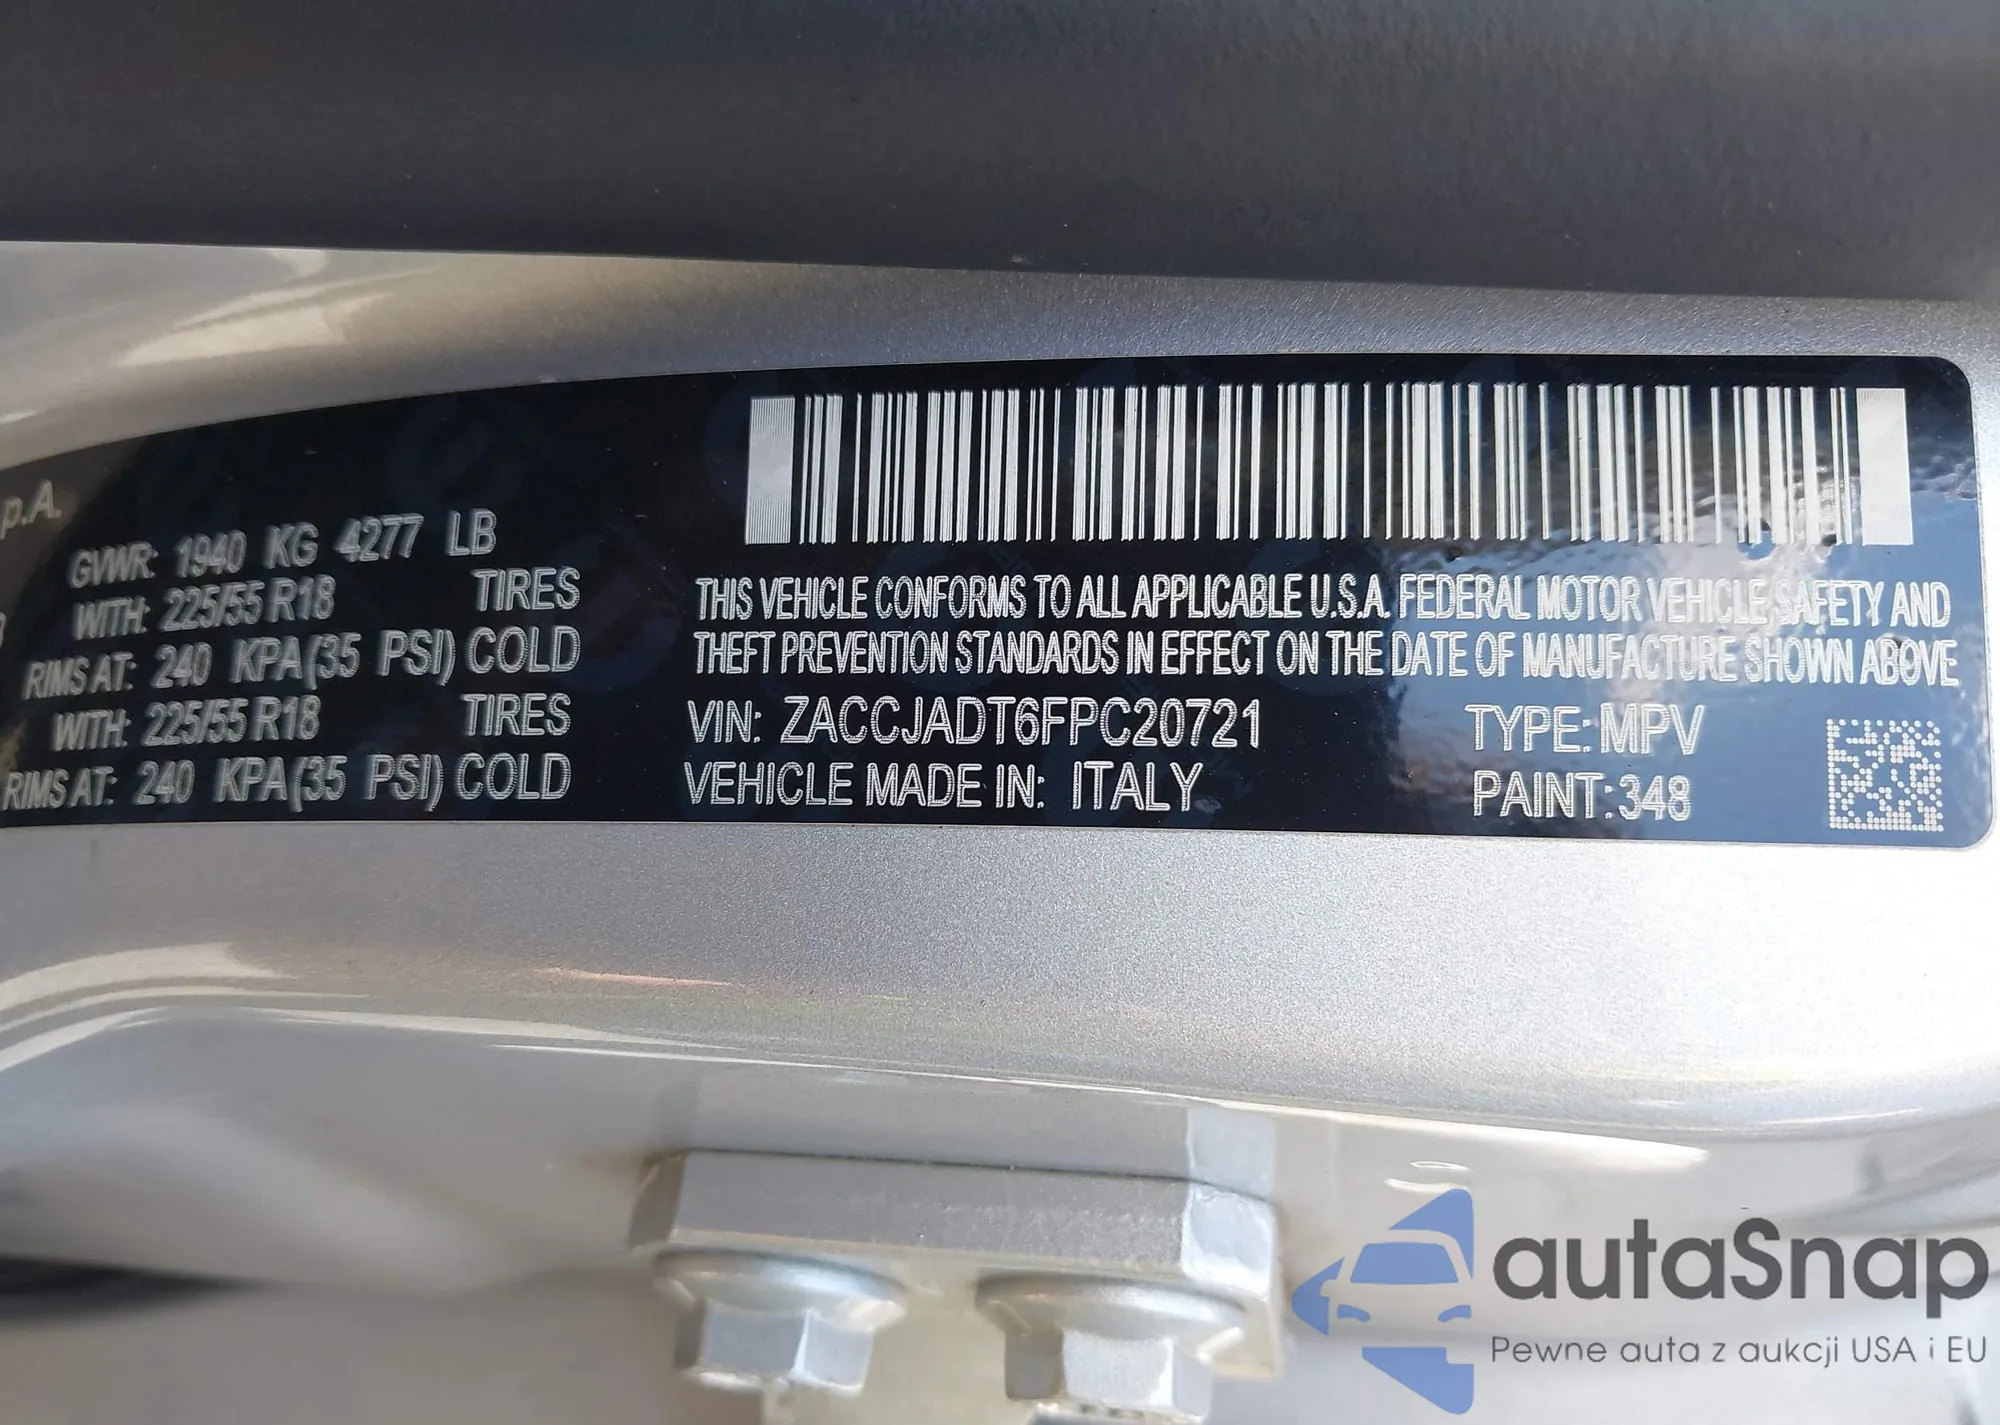 p.A.
GVWR: 1940 KG 4277 LB
WITH: 225/55 R18 TIRES
RIMS AT: 240 KPA(35 PSI) COLD
WITH: 225/55 R18 TIRES
RIMS AT: 240 KPA(35 PSI) COLD
THIS VEHICLE CONFORMS TO ALL APPLICABLE U.S.A. FEDERAL MOTOR VEHICLE SAFETY AND
THEFT PREVENTION STANDARDS IN EFFECT ON THE DATE OF MANUFACTURE SHOWN ABOVE
VIN: ZACCJADT6FPC20721 TYPE: MPV
VEHICLE MADE IN: ITALY PAINT: 348
autaSnap
Pewne auta z aukcji USA i EU